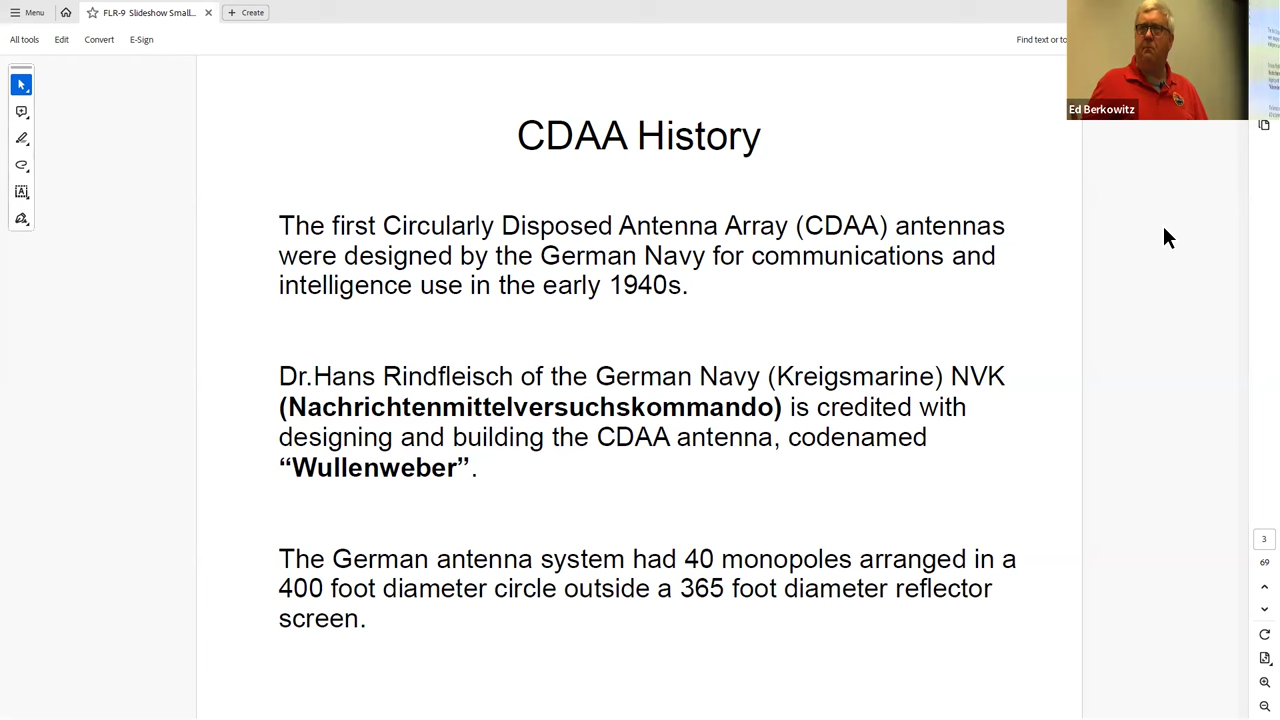 Menu
FLR-9 Slideshow Small...
Create
All tools
Edit
Convert
E-Sign
Find text or to
Ed Berkowitz
CDAA History
The first Circularly Disposed Antenna Array (CDAA) antennas
were designed by the German Navy for communications and
intelligence use in the early 1940s.
Dr.Hans Rindfleisch of the German Navy (Kreigsmarine) NVK
(Nachrichtenmittelversuchskommando) is credited with
designing and building the CDAA antenna, codenamed
“Wullenweber”.
The German antenna system had 40 monopoles arranged in a
400 foot diameter circle outside a 365 foot diameter reflector
screen.
3
69